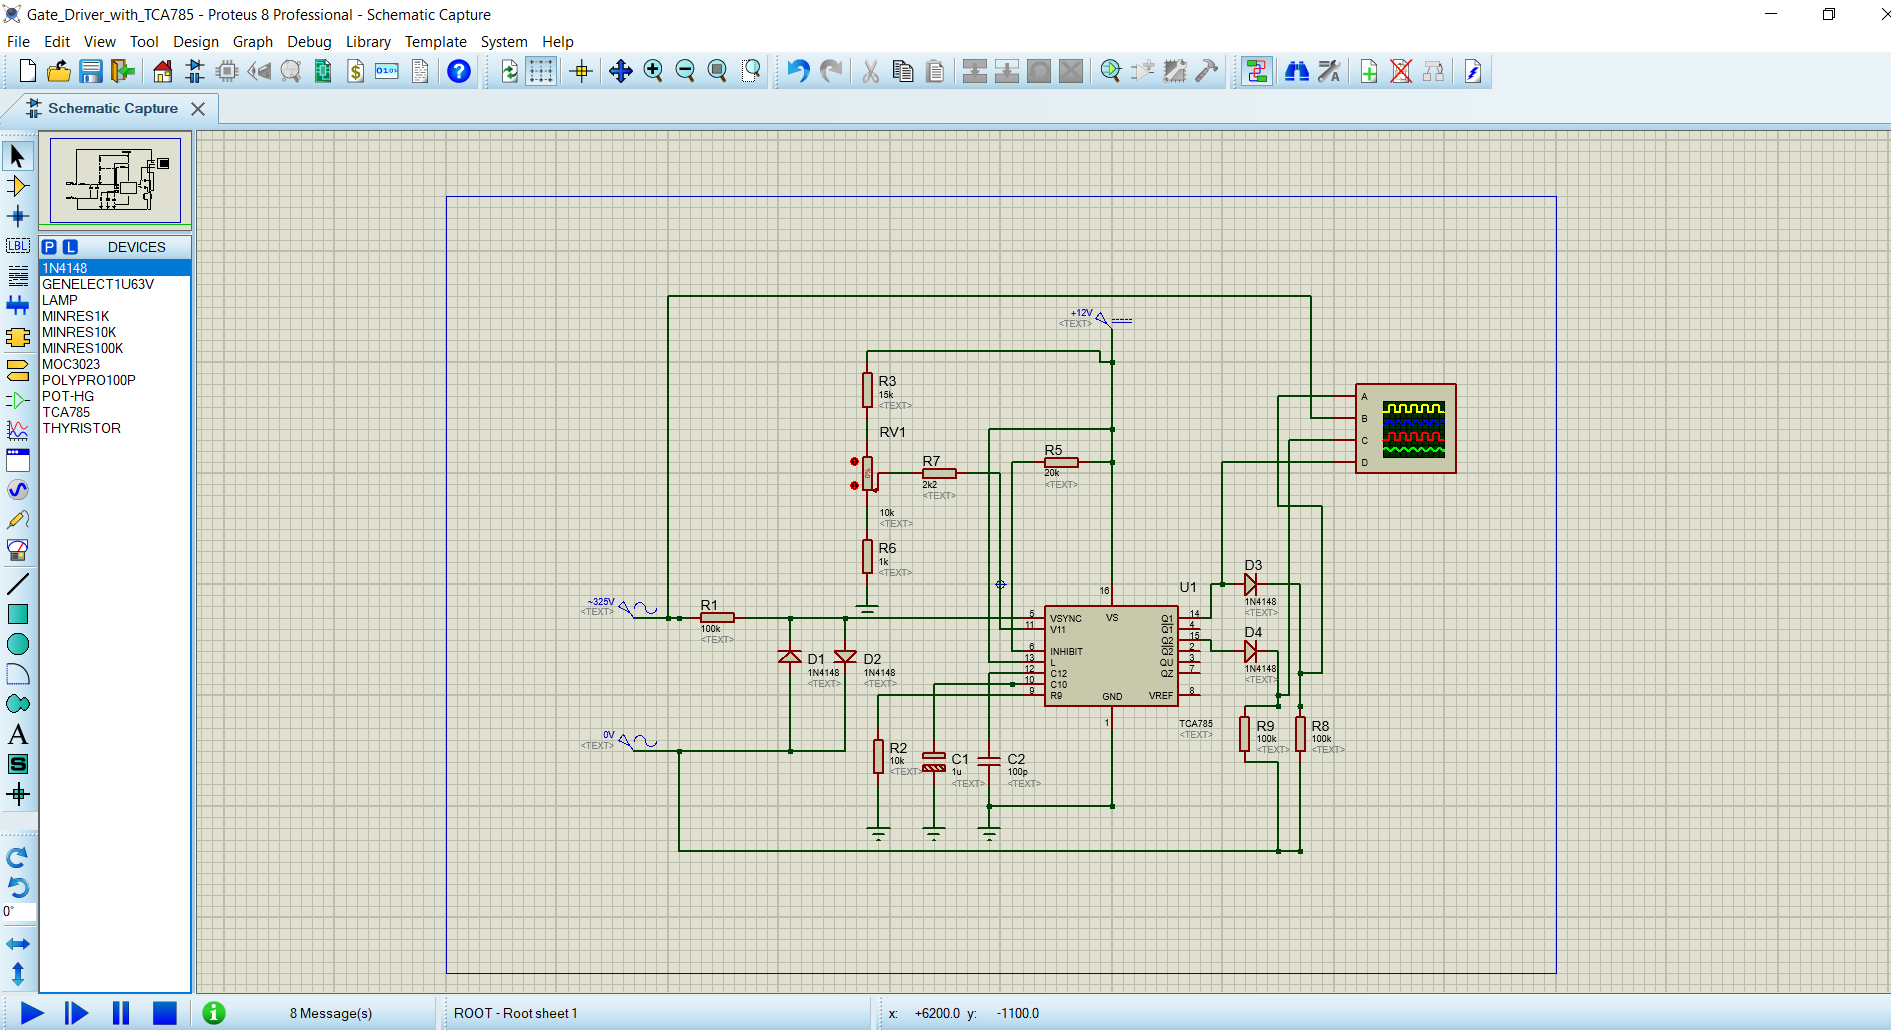 Gate_Driver_with_TCA785 - Proteus 8 Professional - Schematic Capture
File Edit View Tool Design Graph Debug Library Template System Help
$ 0101 ?
Schematic Capture
P L DEVICES
1N4148
GENELECT1U63V
LAMP
MINRES1K
MINRES10K
MINRES100K
MOC3023
POLYPRO100P
POT-HG
TCA785
THYRISTOR
LBL
A
S
0°
+12V
<TEXT>
R3
15k
<TEXT>
RV1
10k
<TEXT>
R7
2k2
<TEXT>
R5
20k
<TEXT>
R6
1k
<TEXT>
A
B
C
D
~325V
<TEXT>
R1
100k
<TEXT>
D1
1N4148
<TEXT>
D2
1N4148
<TEXT>
0V
<TEXT>
U1
16
VS
5 VSYNC
11 V11
6 INHIBIT
13 L
12 C12
10 C10
9 R9
Q1 14
Q1 4
Q2 15
Q2 2
QU 3
QZ 7
VREF 8
GND
1
TCA785
<TEXT>
D3
1N4148
<TEXT>
D4
1N4148
<TEXT>
R9
100k
<TEXT>
R8
100k
<TEXT>
R2
10k
<TEXT>
C1
1u
<TEXT>
C2
100p
<TEXT>
8 Message(s)
ROOT - Root sheet 1
x: +6200.0 y: -1100.0